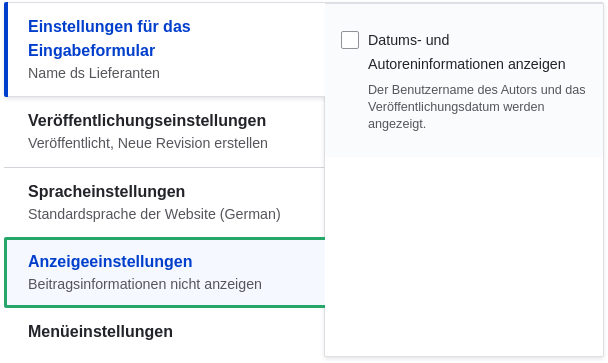 Einstellungen für das
Eingabeformular
Name ds Lieferanten
Veröffentlichungseinstellungen
Veröffentlicht, Neue Revision erstellen
Spracheinstellungen
Standardsprache der Website (German)
Anzeigeeinstellungen
Beitragsinformationen nicht anzeigen
Menüeinstellungen
Datums- und
Autoreninformationen anzeigen
Der Benutzername des Autors und das
Veröffentlichungsdatum werden
angezeigt.